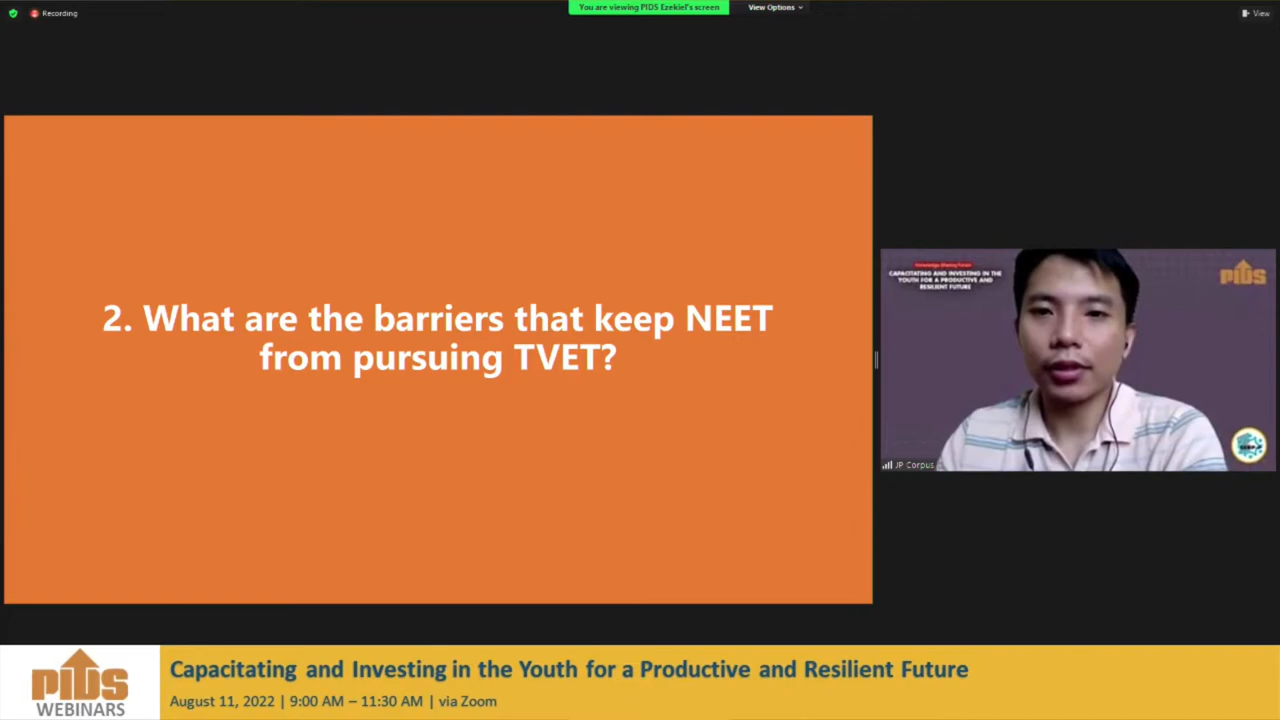 Recording
You are viewing PIDS Ezekiel's screen
View Options
View
2. What are the barriers that keep NEET
from pursuing TVET?
Knowledge Sharing Forum
CAPACITATING AND INVESTING IN THE
YOUTH FOR A PRODUCTIVE AND
RESILIENT FUTURE
PIDS
JP Corpus
PIDS
WEBINARS
Capacitating and Investing in the Youth for a Productive and Resilient Future
August 11, 2022 | 9:00 AM – 11:30 AM | via Zoom